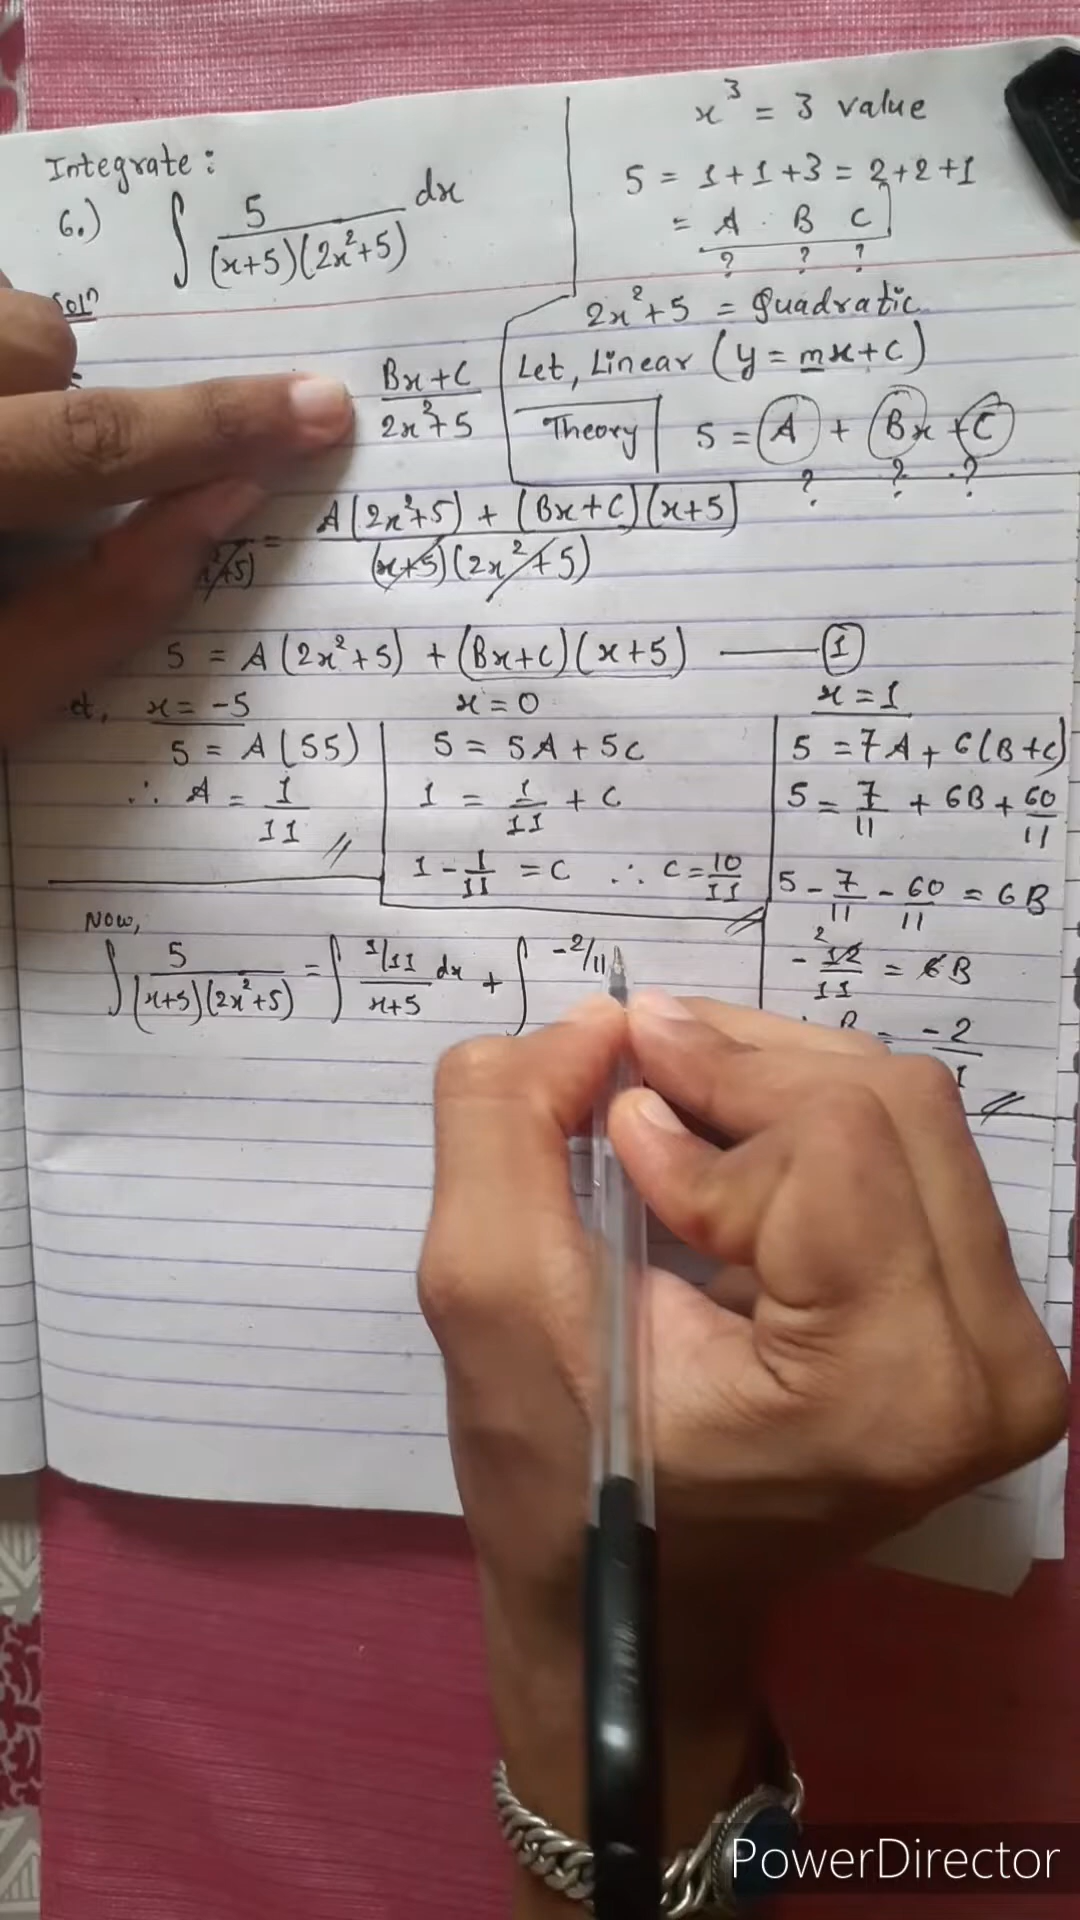 Integrate :
6.) ∫ 5/(x+5)(2x²+5) dx
Solⁿ
x³ = 3 value
5 = 1+1+3 = 2+2+1
= A B C
? ? ?
2x²+5 = Quadratic
Let, Linear (y = mx+c)
Theory 5 = A + Bx + C
? ? ?
Bx+C/2x²+5
= A(2x²+5) + (Bx+C)(x+5)/(x+5)(2x²+5)
5 = A(2x²+5) + (Bx+C)(x+5) —— 1
x = -5
5 = A(55)
∴ A = 1/11
x = 0
5 = 5A + 5C
1 = 1/11 + C
1 - 1/11 = C ∴ C = 10/11
x = 1
5 = 7A + 6(B+C)
5 = 7/11 + 6B + 60/11
5 - 7/11 - 60/11 = 6B
2
- 12/11 = 6B
B = -2
Now,
∫ 5/(x+5)(2x²+5) = ∫ 1/11/x+5 dx + ∫ -2/11
PowerDirector